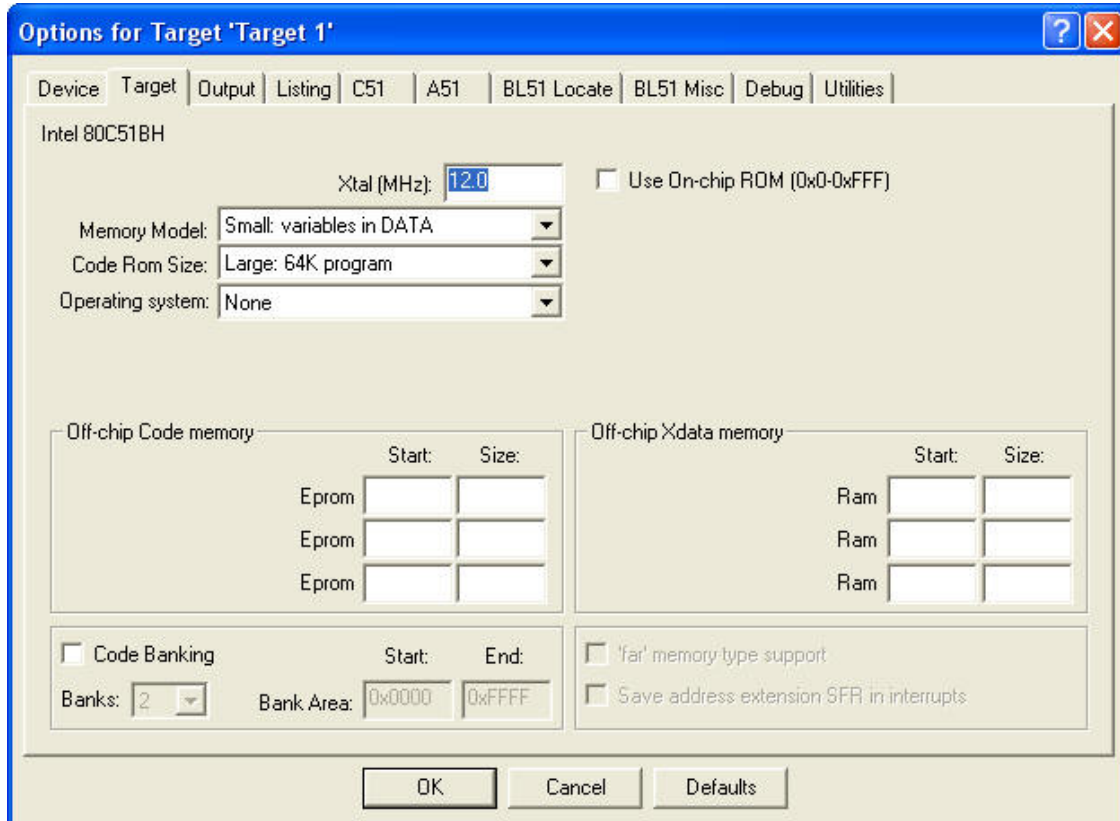 Options for Target 'Target 1'
Device Target Output Listing C51 A51 BL51 Locate BL51 Misc Debug Utilities
Intel 80C51BH
Xtal (MHz): 12.0 Use On-chip ROM (0x0-0xFFF)
Memory Model: Small: variables in DATA
Code Rom Size: Large: 64K program
Operating system: None
Off-chip Code memory
Start: Size:
Eprom
Eprom
Eprom
Off-chip Xdata memory
Start: Size:
Ram
Ram
Ram
Code Banking Start: End:
Banks: 2 Bank Area: 0x0000 0xFFFF
'far' memory type support
Save address extension SFR in interrupts
OK Cancel Defaults